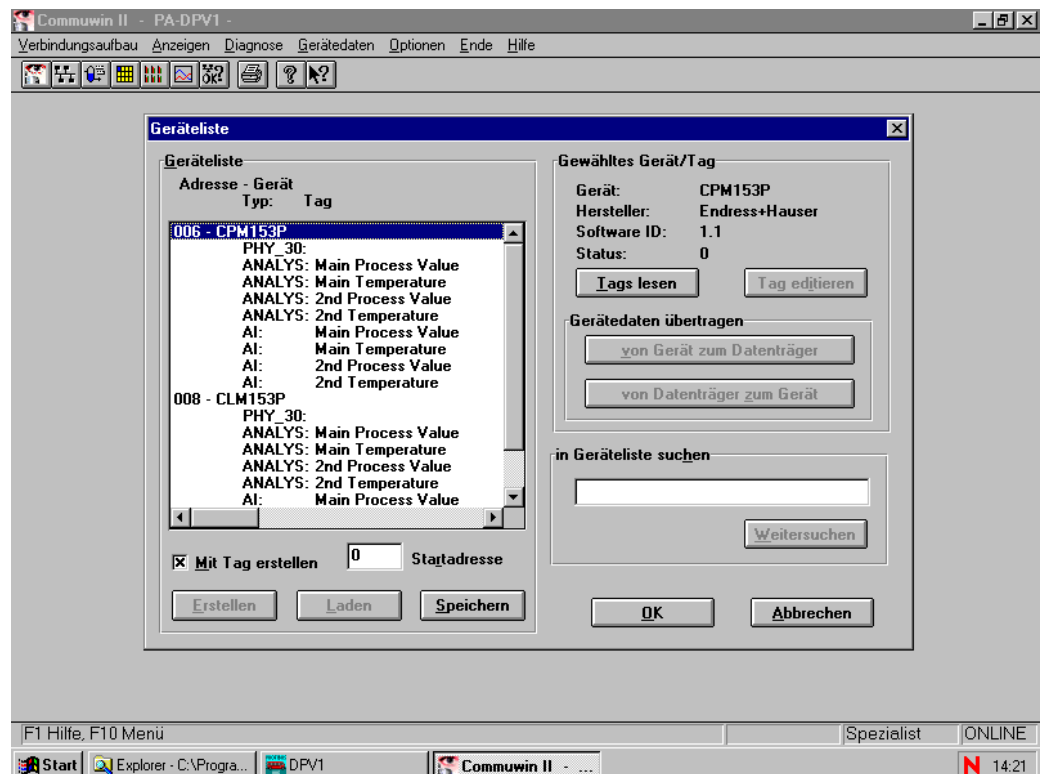 Commuwin II - PA-DPV1 -
Verbindungsaufbau Anzeigen Diagnose Gerätedaten Optionen Ende Hilfe
OK?
?
?
Geräteliste
Geräteliste
Adresse - Gerät
Typ: Tag
006 - CPM153P
PHY_30:
ANALYS: Main Process Value
ANALYS: Main Temperature
ANALYS: 2nd Process Value
ANALYS: 2nd Temperature
AI: Main Process Value
AI: Main Temperature
AI: 2nd Process Value
AI: 2nd Temperature
008 - CLM153P
PHY_30:
ANALYS: Main Process Value
ANALYS: Main Temperature
ANALYS: 2nd Process Value
ANALYS: 2nd Temperature
AI: Main Process Value
Mit Tag erstellen 0 Startadresse
Erstellen Laden Speichern
Gewähltes Gerät/Tag
Gerät: CPM153P
Hersteller: Endress+Hauser
Software ID: 1.1
Status: 0
Tags lesen Tag editieren
Gerätedaten übertragen
von Gerät zum Datenträger
von Datenträger zum Gerät
in Geräteliste suchen
Weitersuchen
OK Abbrechen
F1 Hilfe, F10 Menü Spezialist ONLINE
Start Explorer - C:\Progra... DPV1 Commuwin II - ... N 14:21